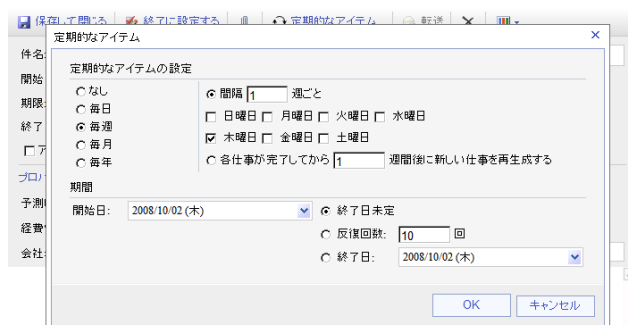 保存して閉じる 終了に設定する 定期的なアイテム 転送
定期的なアイテム
件名:
開始
期限:
終了
ア
プロパ
予測
経費
会社:
定期的なアイテムの設定
なし
毎日
毎週
毎月
毎年
間隔 1 週ごと
日曜日 月曜日 火曜日 水曜日
木曜日 金曜日 土曜日
各仕事が完了してから 1 週間後に新しい仕事を再生成する
期間
開始日: 2008/10/02 (木)
終了日未定
反復回数: 10 回
終了日: 2008/10/02 (木)
OK キャンセル